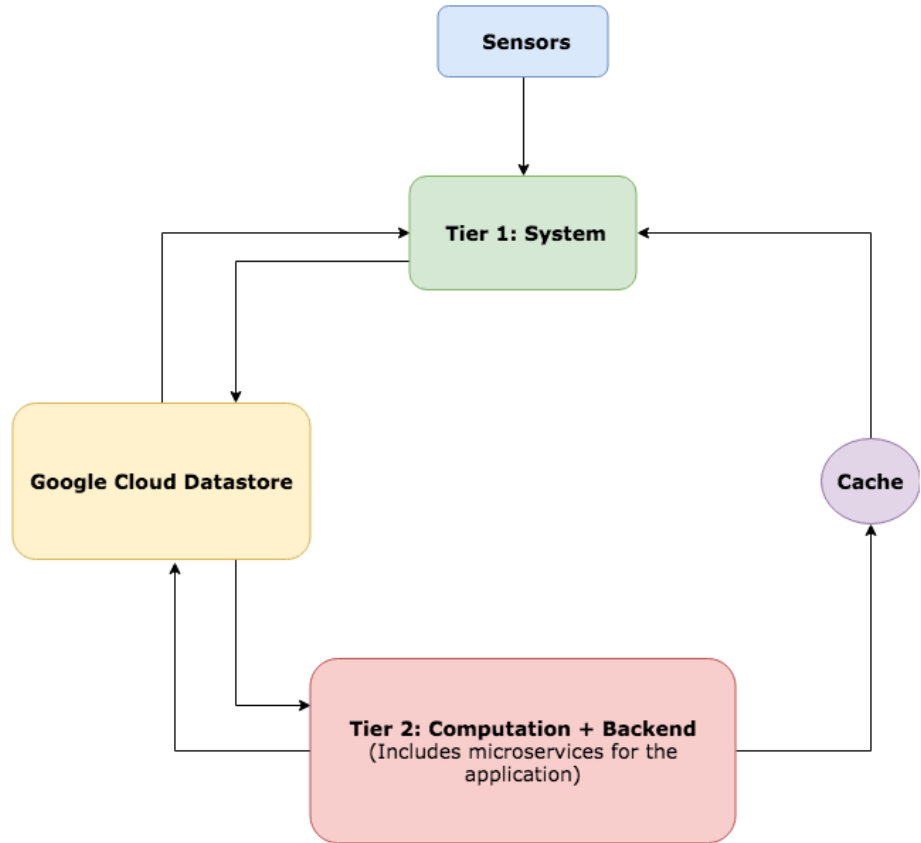 Sensors
Tier 1: System
Google Cloud Datastore
Cache
Tier 2: Computation + Backend
(Includes microservices for the
application)